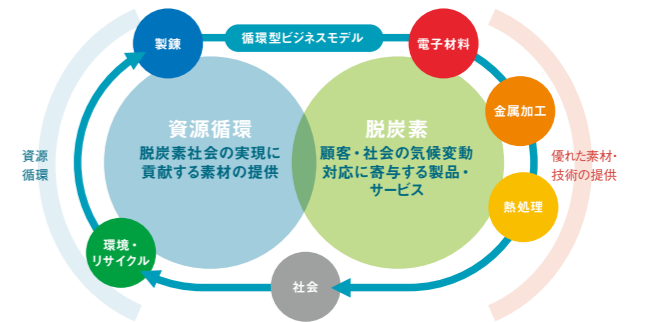 製錬
循環型ビジネスモデル
電子材料
金属加工
資源循環
脱炭素社会の実現に
貢献する素材の提供
脱炭素
顧客・社会の気候変動
対応に寄与する製品・
サービス
資源
循環
優れた素材・
技術の提供
熱処理
環境・
リサイクル
社会